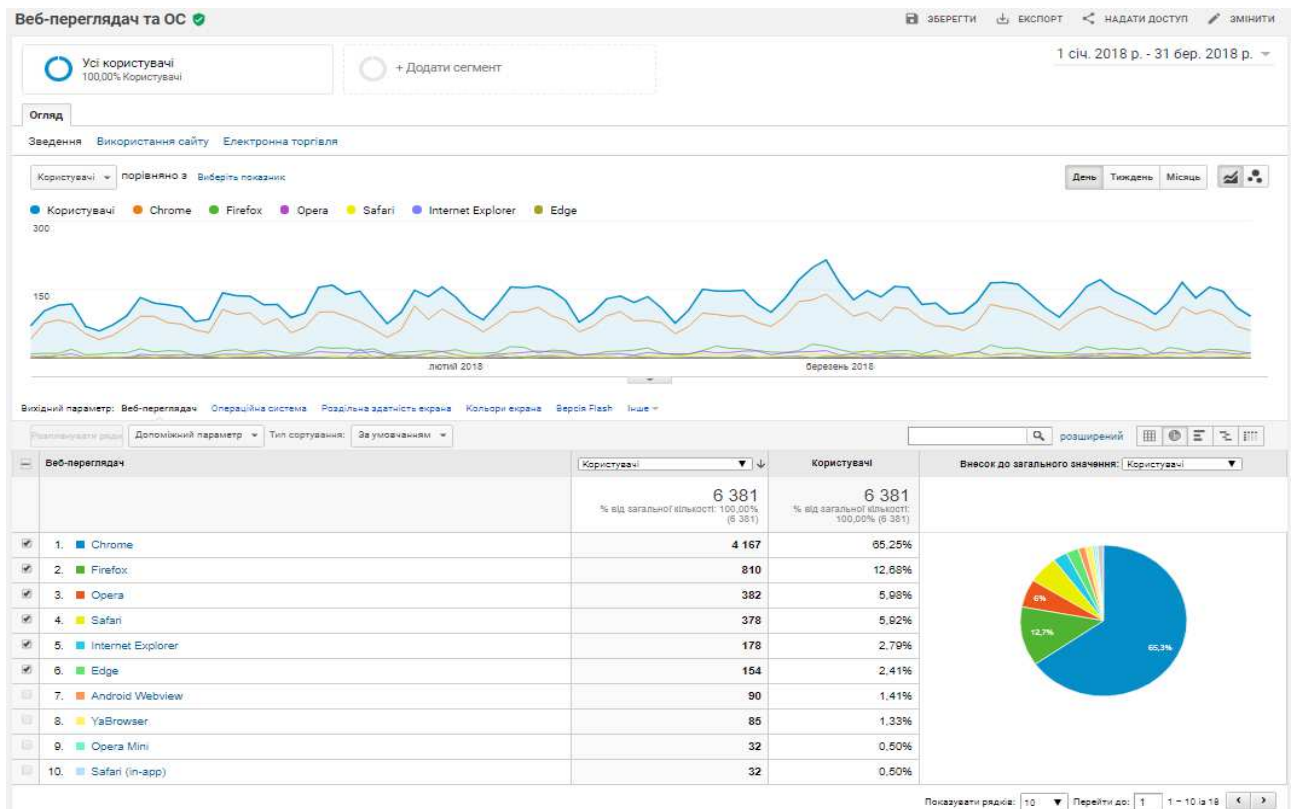 Веб-переглядач та ОС
ЗБЕРЕГТИ ЕКСПОРТ НАДАТИ ДОСТУП ЗМІНИТИ
Усі користувачі
100,00% Користувачі
+ Додати сегмент
1 січ. 2018 р. - 31 бер. 2018 р.
Огляд
Зведення Використання сайту Електронна торгівля
Користувачі порівняно з Виберіть показник
День Тиждень Місяць
Користувачі Chrome Firefox Opera Safari Internet Explorer Edge
300
150
лютий 2018 березень 2018
Вихідний параметр: Веб-переглядач Операційна система Роздільна здатність екрана Кольори екрана Версія Flash Інше
Допоміжний параметр Тип сортування: За умовчанням
розширений
Веб-переглядач Користувачі Користувачі Внесок до загального значення: Користувачі
6 381 6 381
% від загальної кількості: 100,00% (6 381) % від загальної кількості: 100,00% (6 381)
1. Chrome 4 167 65,25%
2. Firefox 810 12,68%
3. Opera 382 5,98%
4. Safari 378 5,92%
5. Internet Explorer 178 2,79%
6. Edge 154 2,41%
7. Android Webview 90 1,41%
8. YaBrowser 85 1,33%
9. Opera Mini 32 0,50%
10. Safari (in-app) 32 0,50%
6%
12,7%
65,3%
Показувати рядків: 10 Перейти до: 1 1 – 10 із 18